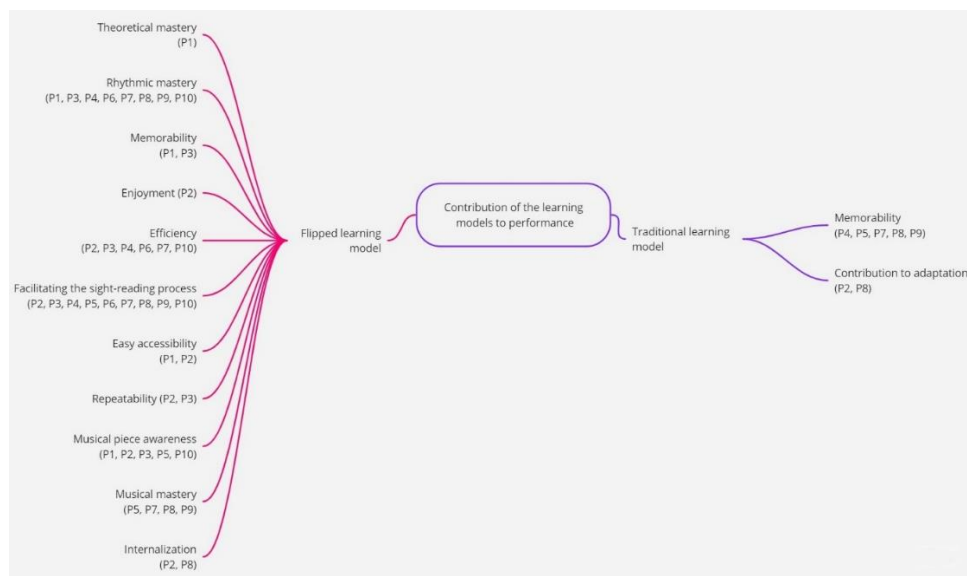 Theoretical mastery
(P1)
Rhythmic mastery
(P1, P3, P4, P6, P7, P8, P9, P10)
Memorability
(P1, P3)
Enjoyment (P2)
Efficiency
(P2, P3, P4, P6, P7, P10)
Facilitating the sight-reading process
(P2, P3, P4, P5, P6, P7, P8, P9, P10)
Easy accessibility
(P1, P2)
Repeatability (P2, P3)
Musical piece awareness
(P1, P2, P3, P5, P10)
Musical mastery
(P5, P7, P8, P9)
Internalization
(P2, P8)
Flipped learning
model
Contribution of the learning
models to performance
Traditional learning
model
Memorability
(P4, P5, P7, P8, P9)
Contribution to adaptation
(P2, P8)